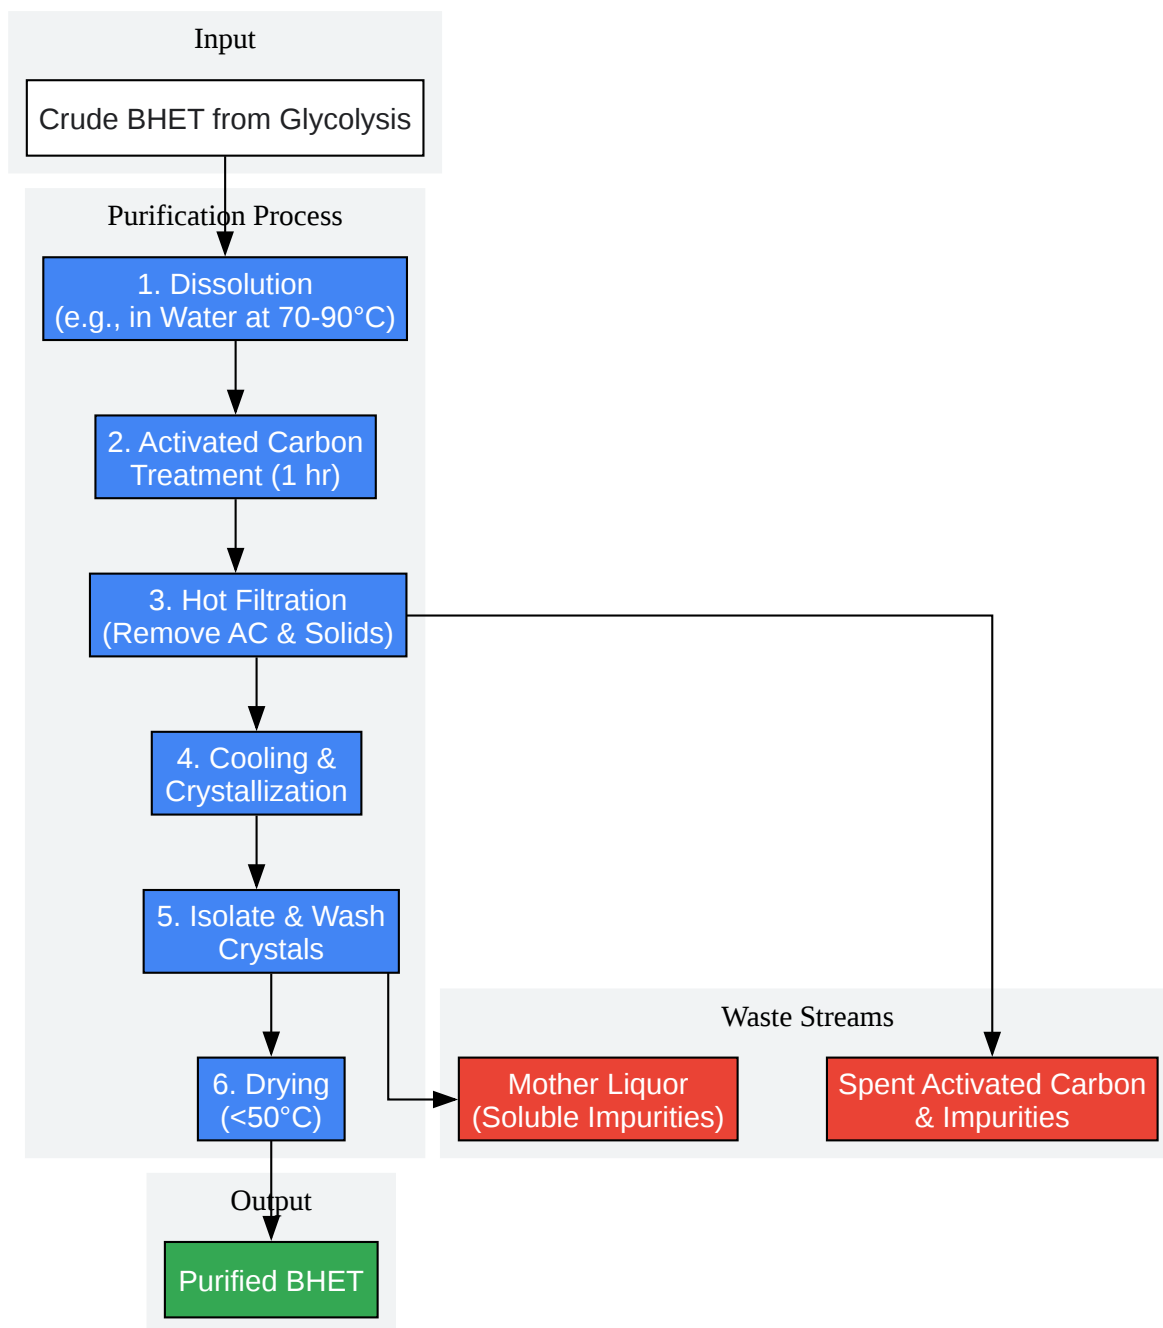 Input
Crude BHET from Glycolysis
Purification Process
1. Dissolution
(e.g., in Water at 70-90°C)
2. Activated Carbon
Treatment (1 hr)
3. Hot Filtration
(Remove AC & Solids)
4. Cooling &
Crystallization
5. Isolate & Wash
Crystals
6. Drying
(<50°C)
Waste Streams
Mother Liquor
(Soluble Impurities)
Spent Activated Carbon
& Impurities
Output
Purified BHET